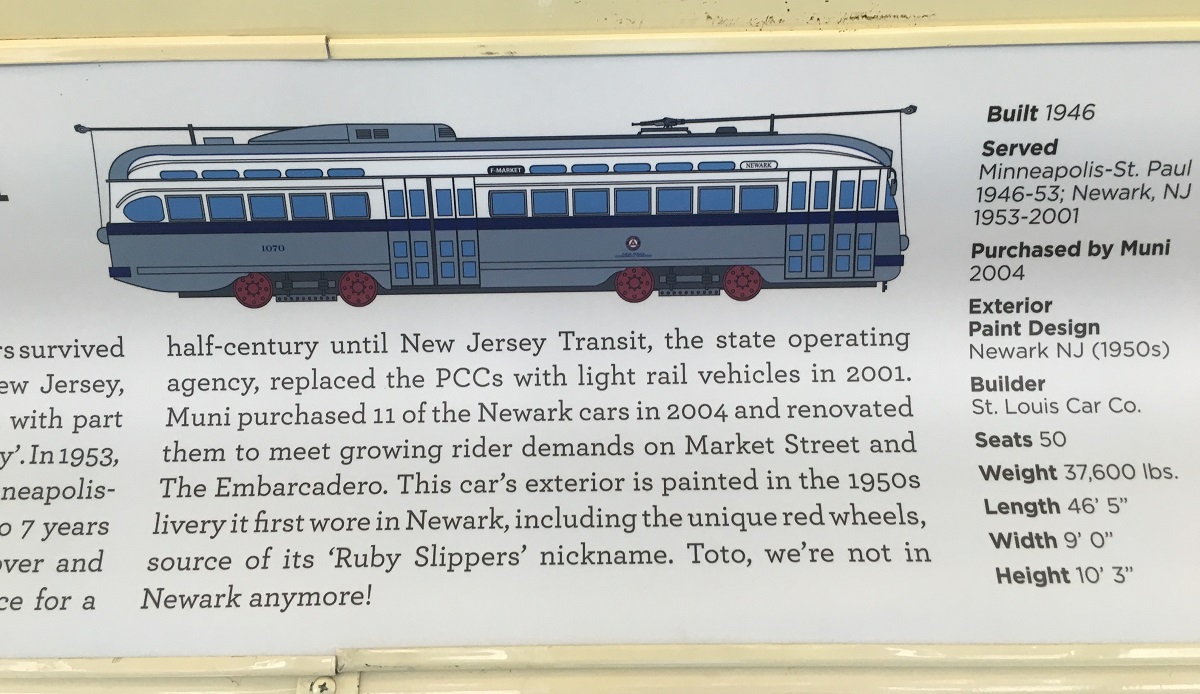 F-MARKET
NEWARK
1070
s survived
ew Jersey,
with part
y’. In 1953,
neapolis-
o 7 years
ver and
ce for a
half-century until New Jersey Transit, the state operating
agency, replaced the PCCs with light rail vehicles in 2001.
Muni purchased 11 of the Newark cars in 2004 and renovated
them to meet growing rider demands on Market Street and
The Embarcadero. This car’s exterior is painted in the 1950s
livery it first wore in Newark, including the unique red wheels,
source of its ‘Ruby Slippers’ nickname. Toto, we’re not in
Newark anymore!
Built 1946
Served
Minneapolis-St. Paul
1946-53; Newark, NJ
1953-2001
Purchased by Muni
2004
Exterior
Paint Design
Newark NJ (1950s)
Builder
St. Louis Car Co.
Seats 50
Weight 37,600 lbs.
Length 46’ 5”
Width 9’ 0”
Height 10’ 3”